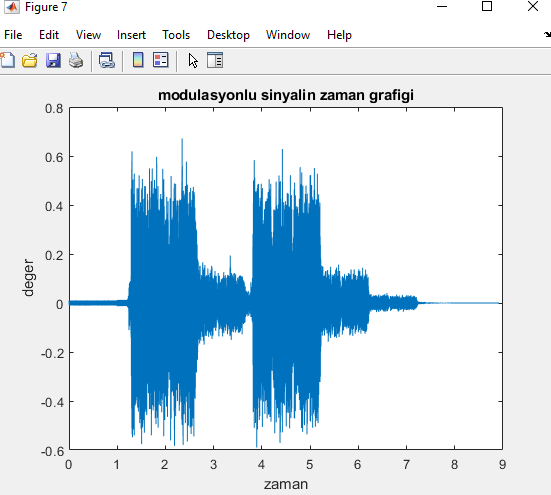 Figure 7
File Edit View Insert Tools Desktop Window Help
modulasyonlu sinyalin zaman grafigi
0.8
0.6
0.4
0.2
0
-0.2
-0.4
-0.6
deger
0 1 2 3 4 5 6 7 8 9
zaman